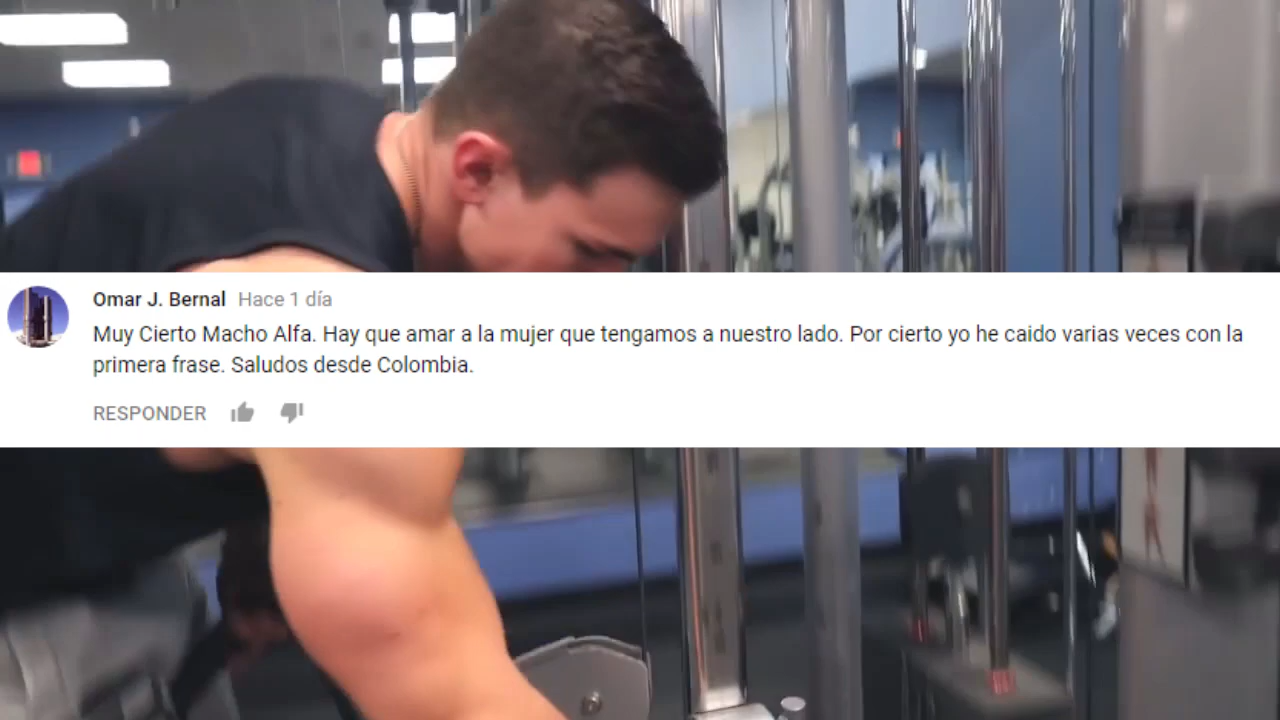 Omar J. Bernal Hace 1 día
Muy Cierto Macho Alfa. Hay que amar a la mujer que tengamos a nuestro lado. Por cierto yo he caido varias veces con la
primera frase. Saludos desde Colombia.
RESPONDER